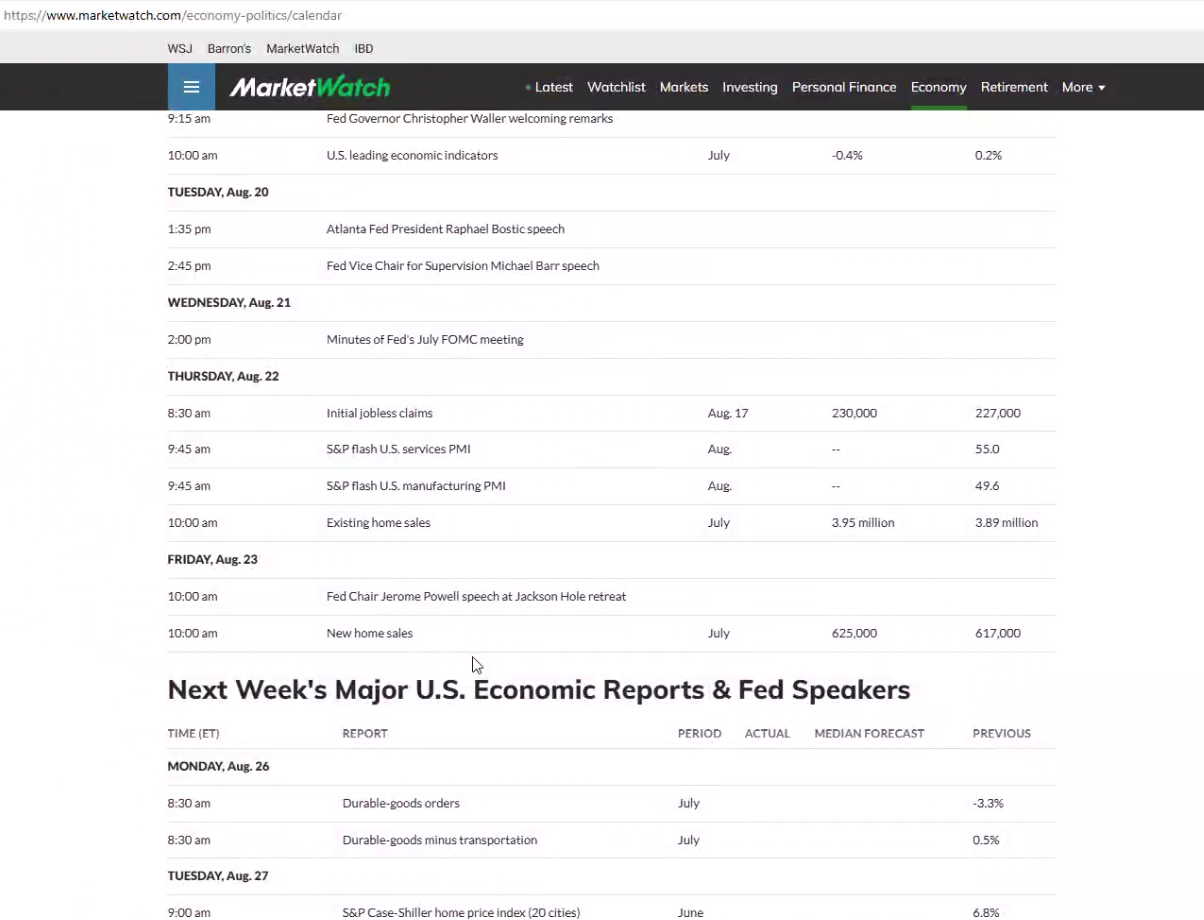 https://www.marketwatch.com/economy-politics/calendar
WSJ Barron's MarketWatch IBD
MarketWatch Latest Watchlist Markets Investing Personal Finance Economy Retirement More
9:15 am Fed Governor Christopher Waller welcoming remarks
10:00 am U.S. leading economic indicators July -0.4% 0.2%
TUESDAY, Aug. 20
1:35 pm Atlanta Fed President Raphael Bostic speech
2:45 pm Fed Vice Chair for Supervision Michael Barr speech
WEDNESDAY, Aug. 21
2:00 pm Minutes of Fed's July FOMC meeting
THURSDAY, Aug. 22
8:30 am Initial jobless claims Aug. 17 230,000 227,000
9:45 am S&P flash U.S. services PMI Aug. -- 55.0
9:45 am S&P flash U.S. manufacturing PMI Aug. -- 49.6
10:00 am Existing home sales July 3.95 million 3.89 million
FRIDAY, Aug. 23
10:00 am Fed Chair Jerome Powell speech at Jackson Hole retreat
10:00 am New home sales July 625,000 617,000
Next Week's Major U.S. Economic Reports & Fed Speakers
TIME (ET) REPORT PERIOD ACTUAL MEDIAN FORECAST PREVIOUS
MONDAY, Aug. 26
8:30 am Durable-goods orders July -3.3%
8:30 am Durable-goods minus transportation July 0.5%
TUESDAY, Aug. 27
9:00 am S&P Case-Shiller home price index (20 cities) June 6.8%